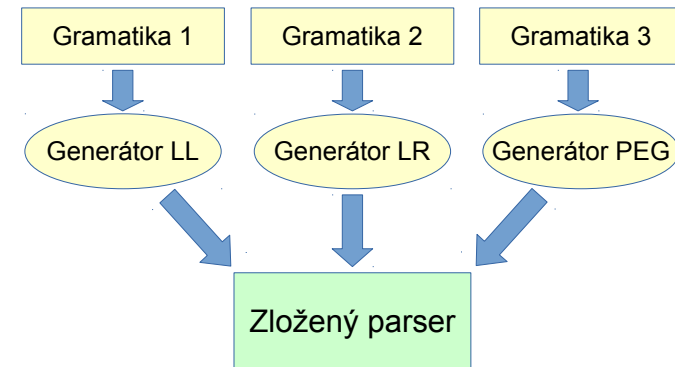 Gramatika 1
Gramatika 2
Gramatika 3
Generátor LL
Generátor LR
Generátor PEG
Zložený parser